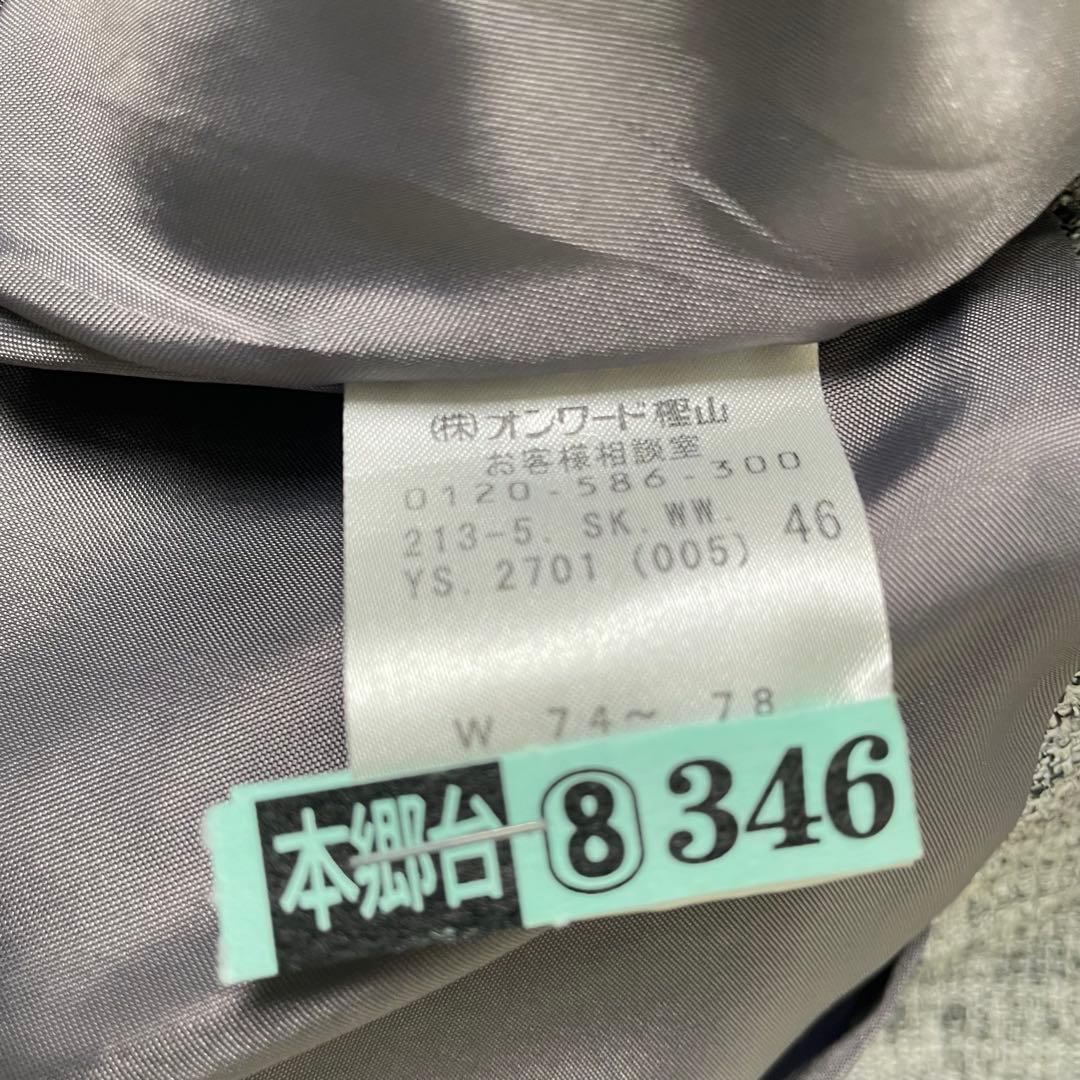 (株)オンワード樫山
お客様相談室
0120-586-300
213-5. SK. WW.
YS. 2701 (005) 46
W 74～ 78
本郷台 ⑧ 346